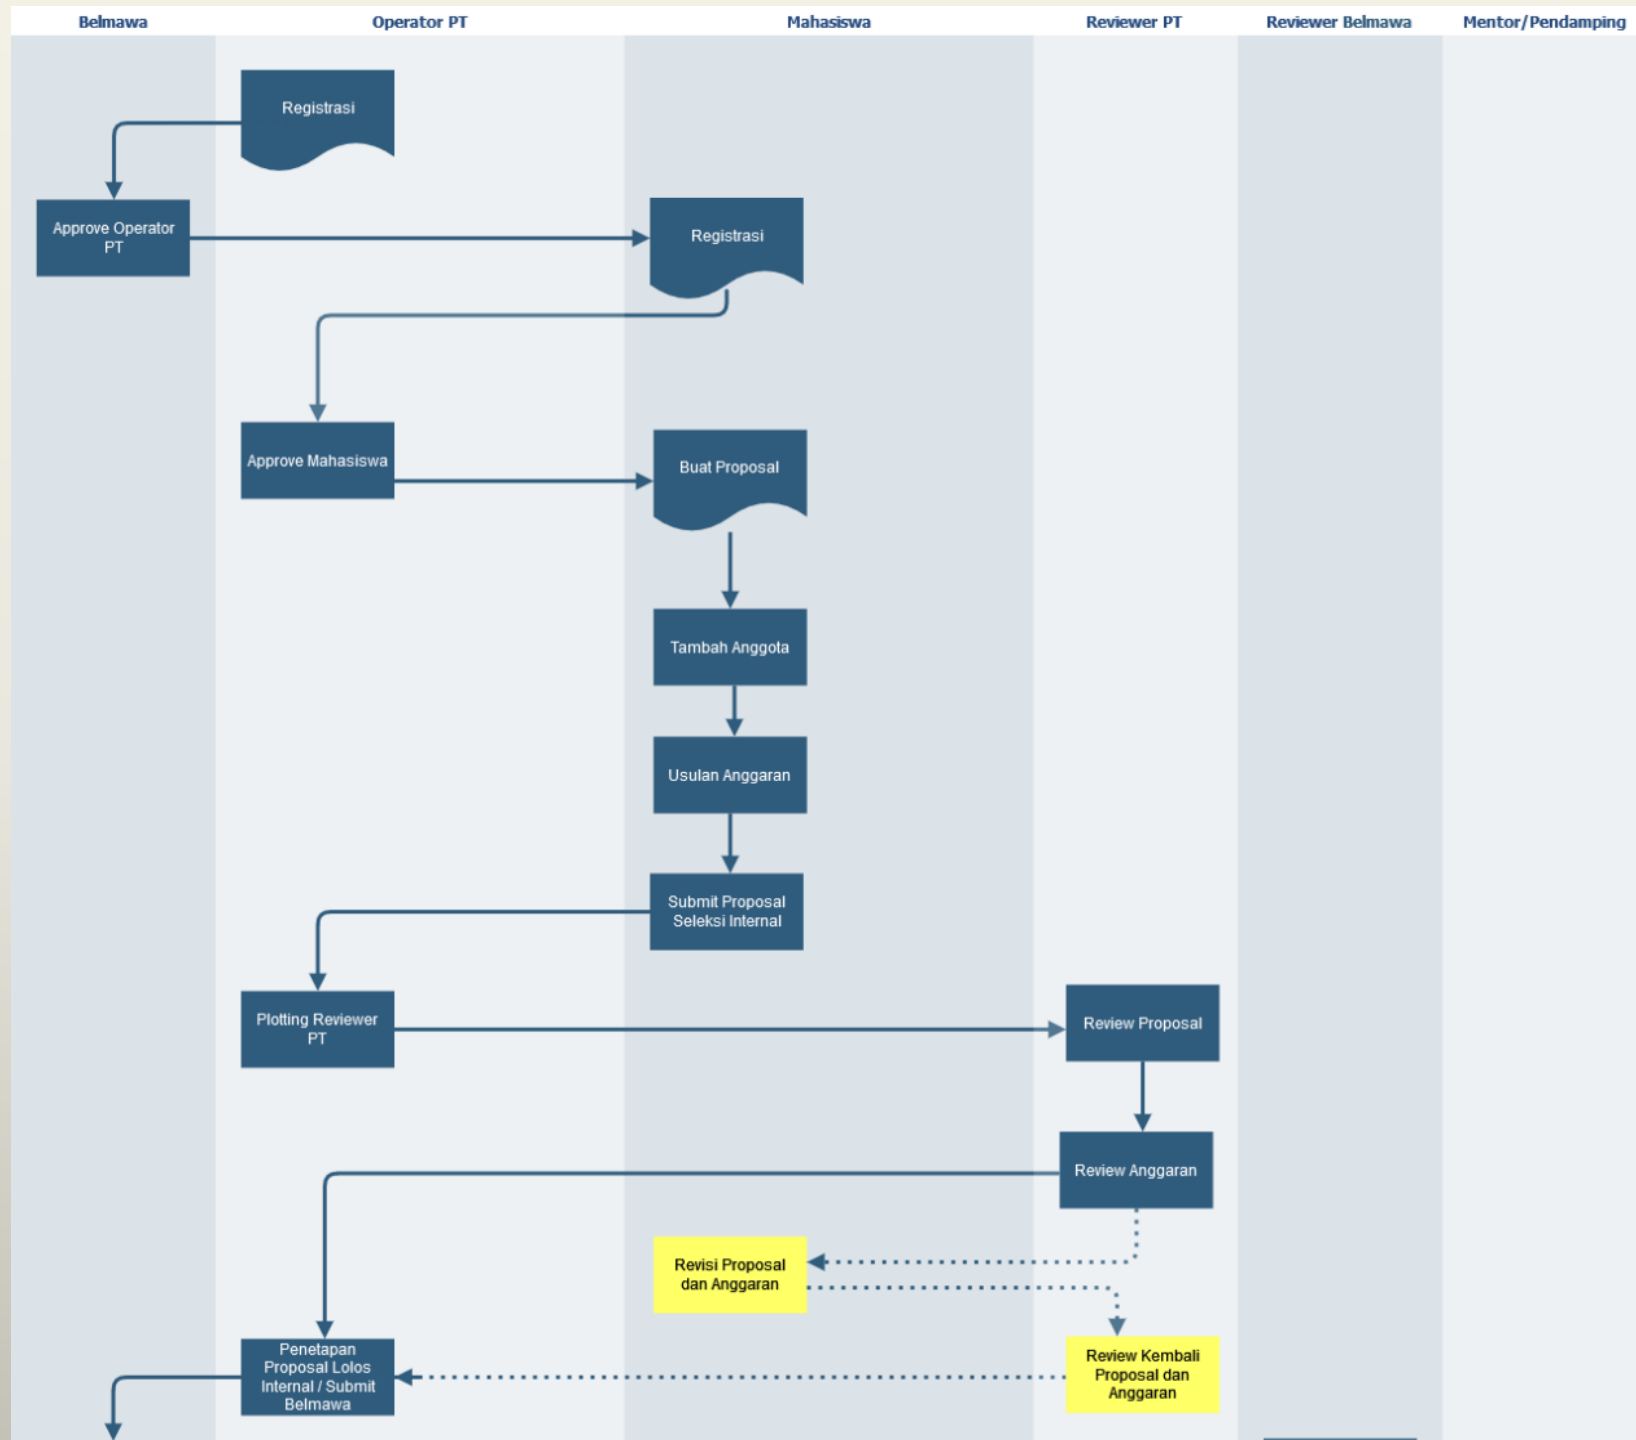 Belmawa
Operator PT
Mahasiswa
Reviewer PT
Reviewer Belmawa
Mentor/Pendamping
Registrasi
Approve Operator
PT
Registrasi
Approve Mahasiswa
Buat Proposal
Tambah Anggota
Usulan Anggaran
Submit Proposal
Seleksi Internal
Plotting Reviewer
PT
Review Proposal
Review Anggaran
Revisi Proposal
dan Anggaran
Penetapan
Proposal Lolos
Internal / Submit
Belmawa
Review Kembali
Proposal dan
Anggaran